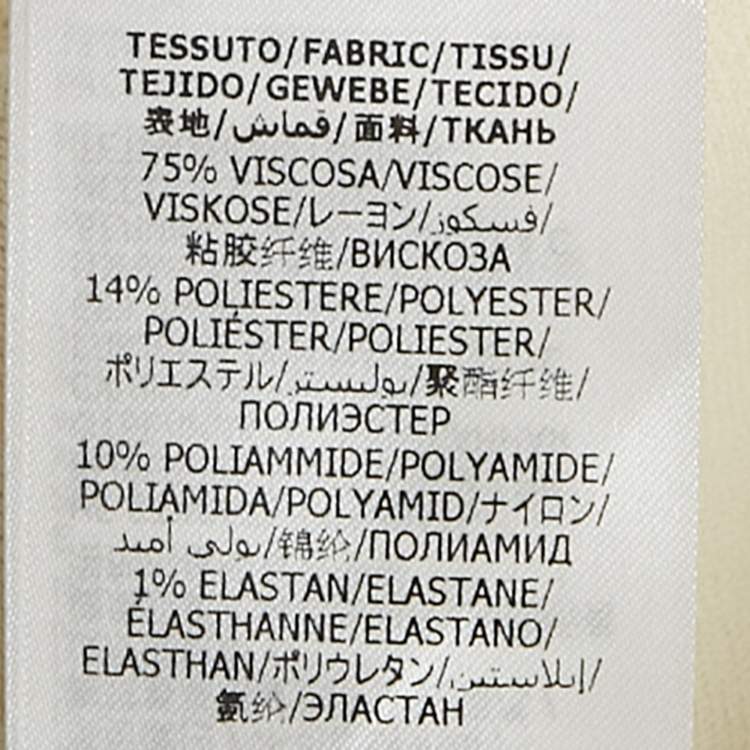 TESSUTO/FABRIC/TISSU/
TEJIDO/GEWEBE/TECIDO/
表地/قماش/面料/ТКАНЬ
75% VISCOSA/VISCOSE/
VISKOSE/レーヨン/فسكوز/
粘胶纤维/ВИСКОЗА
14% POLIESTERE/POLYESTER/
POLIÉSTER/POLIESTER/
ポリエステル/بوليستر/聚酯纤维/
ПОЛИЭСТЕР
10% POLIAMMIDE/POLYAMIDE/
POLIAMIDA/POLYAMID/ナイロン/
بولي أميد/锦纶/ПОЛИАМИД
1% ELASTAN/ELASTANE/
ÉLASTHANNE/ELASTANO/
ELASTHAN/ポリウレタン/إيلاستين/
氨纶/ЭЛАСТАН